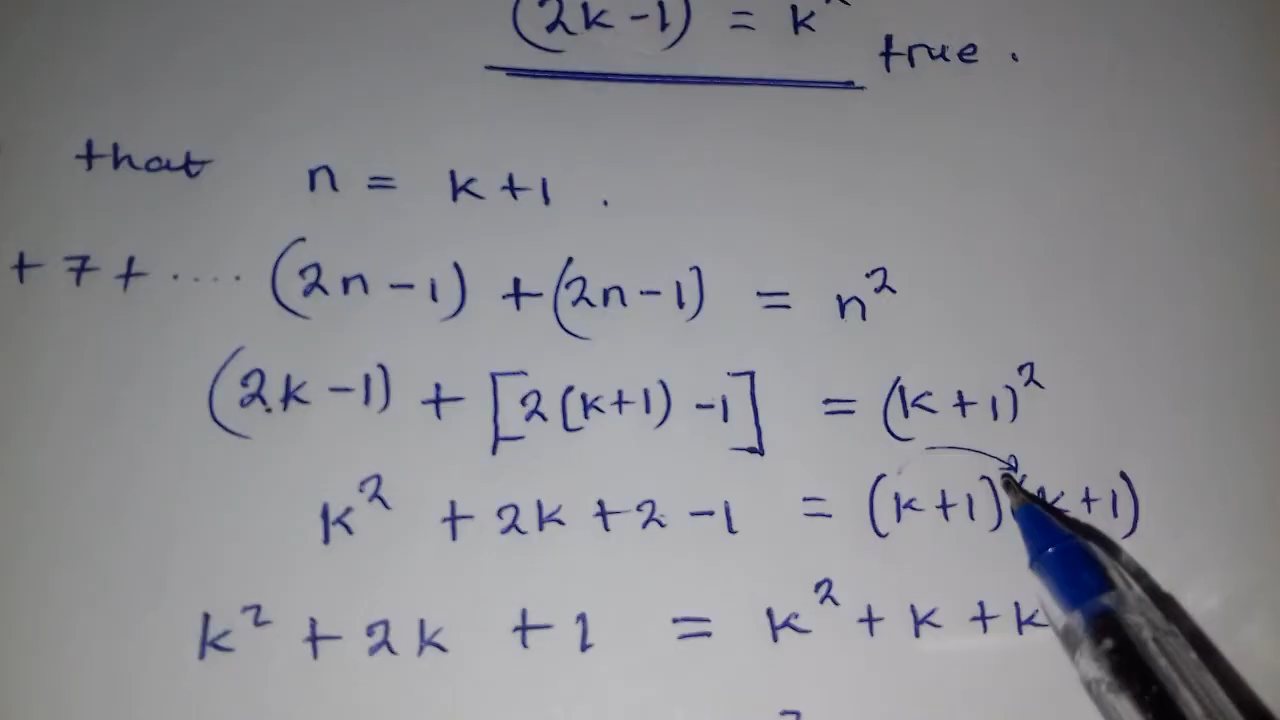 (2k-1) = k
true.
that n = k+1.
+ 7 + .... (2n-1) + (2n-1) = n²
(2k-1) + [2(k+1) -1] = (k+1)²
k² + 2k + 2 - 1 = (k+1) (k+1)
k² + 2k + 1 = k² + k + k